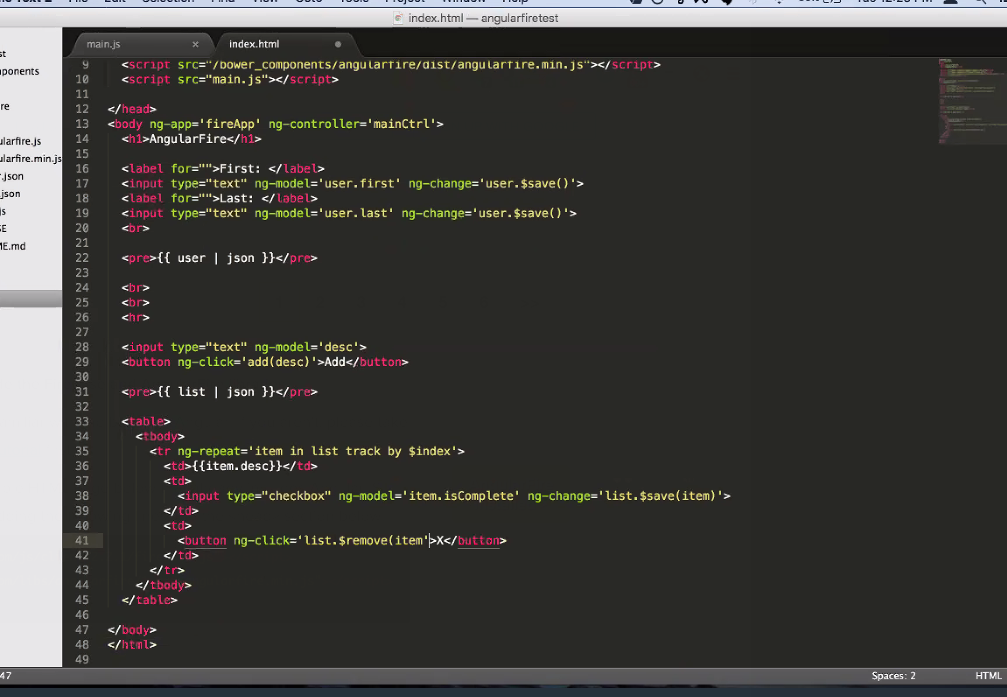 index.html — angularfiretest
main.js × index.html
ponents
re
ularfire.js
ularfire.min.js
r.json
.json
js
SE
ME.md
9 <script src="/bower_components/angularfire/dist/angularfire.min.js"></script>
10 <script src="main.js"></script>
11
12 </head>
13 <body ng-app='fireApp' ng-controller='mainCtrl'>
14 <h1>AngularFire</h1>
15
16 <label for="">First: </label>
17 <input type="text" ng-model='user.first' ng-change='user.$save()'>
18 <label for="">Last: </label>
19 <input type="text" ng-model='user.last' ng-change='user.$save()'>
20 <br>
21
22 <pre>{{ user | json }}</pre>
23
24 <br>
25 <br>
26 <hr>
27
28 <input type="text" ng-model='desc'>
29 <button ng-click='add(desc)'>Add</button>
30
31 <pre>{{ list | json }}</pre>
32
33 <table>
34 <tbody>
35 <tr ng-repeat='item in list track by $index'>
36 <td>{{item.desc}}</td>
37 <td>
38 <input type="checkbox" ng-model='item.isComplete' ng-change='list.$save(item)'>
39 </td>
40 <td>
41 <button ng-click=‘list.$remove(item'>X</button>
42 </td>
43 </tr>
44 </tbody>
45 </table>
46
47 </body>
48 </html>
49
47 Spaces: 2 HTML